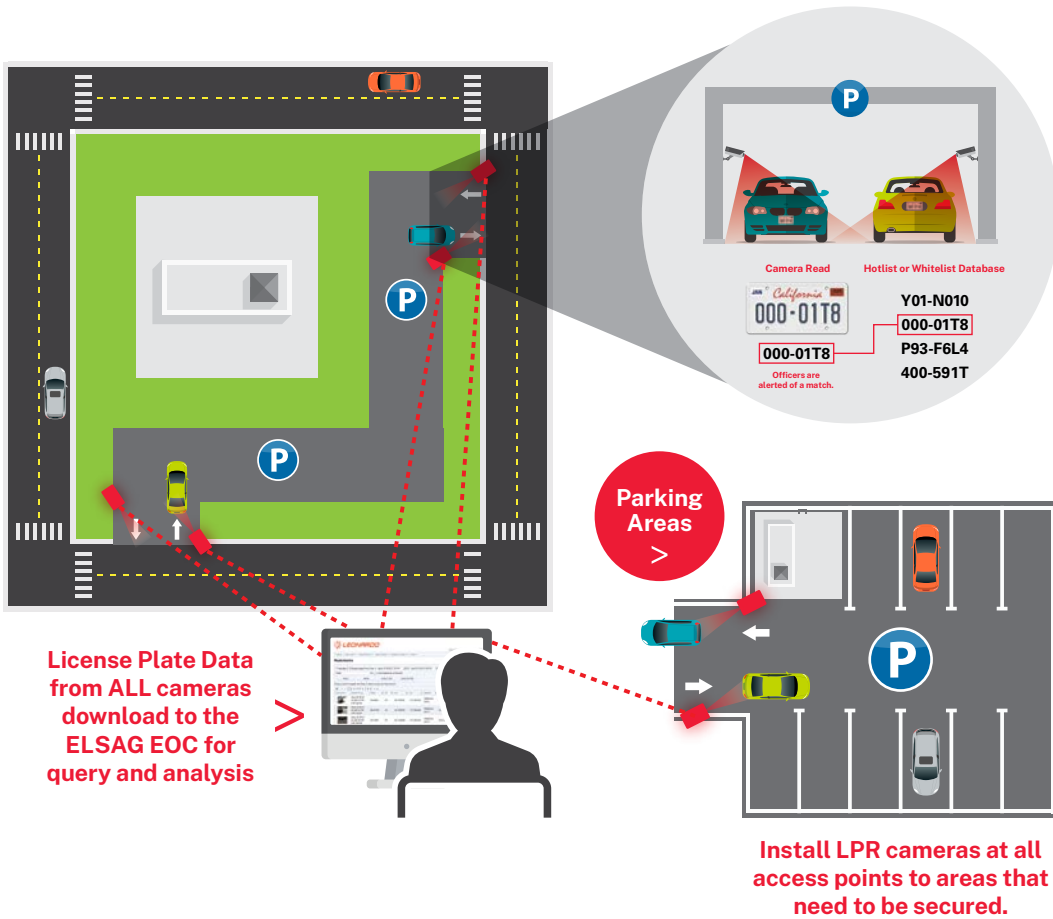 P
Camera Read
Hotlist or Whitelist Database
California
000-01T8
000-01T8
Officers are
alerted of a match.
Y01-N010
000-01T8
P93-F6L4
400-591T
P
P
Parking
Areas
>
P
License Plate Data
from ALL cameras
download to the
ELSAG EOC for
query and analysis
>
LEONARDO
Install LPR cameras at all
access points to areas that
need to be secured.